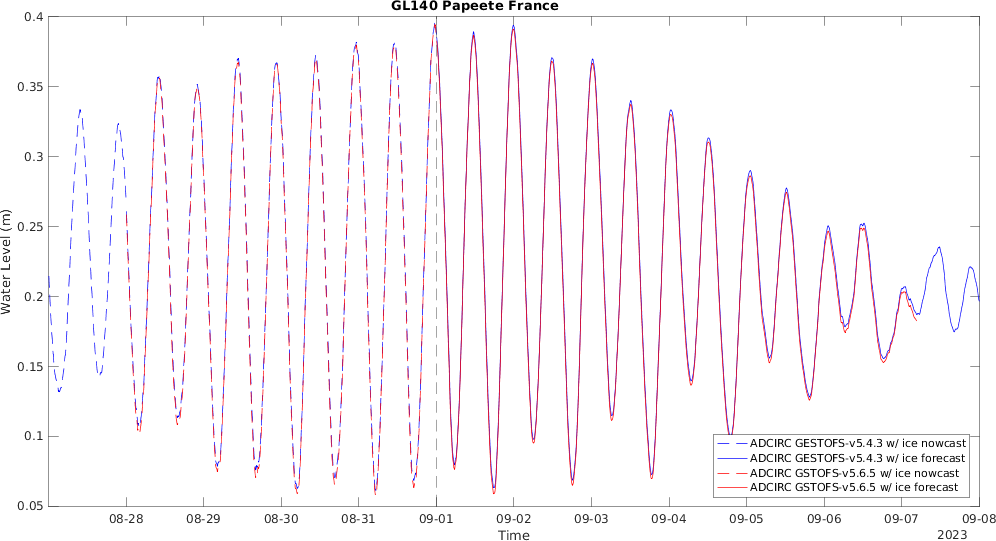 GL140 Papeete France
0.4
0.35
0.3
0.25
0.2
0.15
0.1
0.05
Water Level (m)
ADCIRC GESTOFS-v5.4.3 w/ ice nowcast
ADCIRC GESTOFS-v5.4.3 w/ ice forecast
ADCIRC GSTOFS-v5.6.5 w/ ice nowcast
ADCIRC GSTOFS-v5.6.5 w/ ice forecast
08-28 08-29 08-30 08-31 09-01 09-02 09-03 09-04 09-05 09-06 09-07 09-08
Time
2023